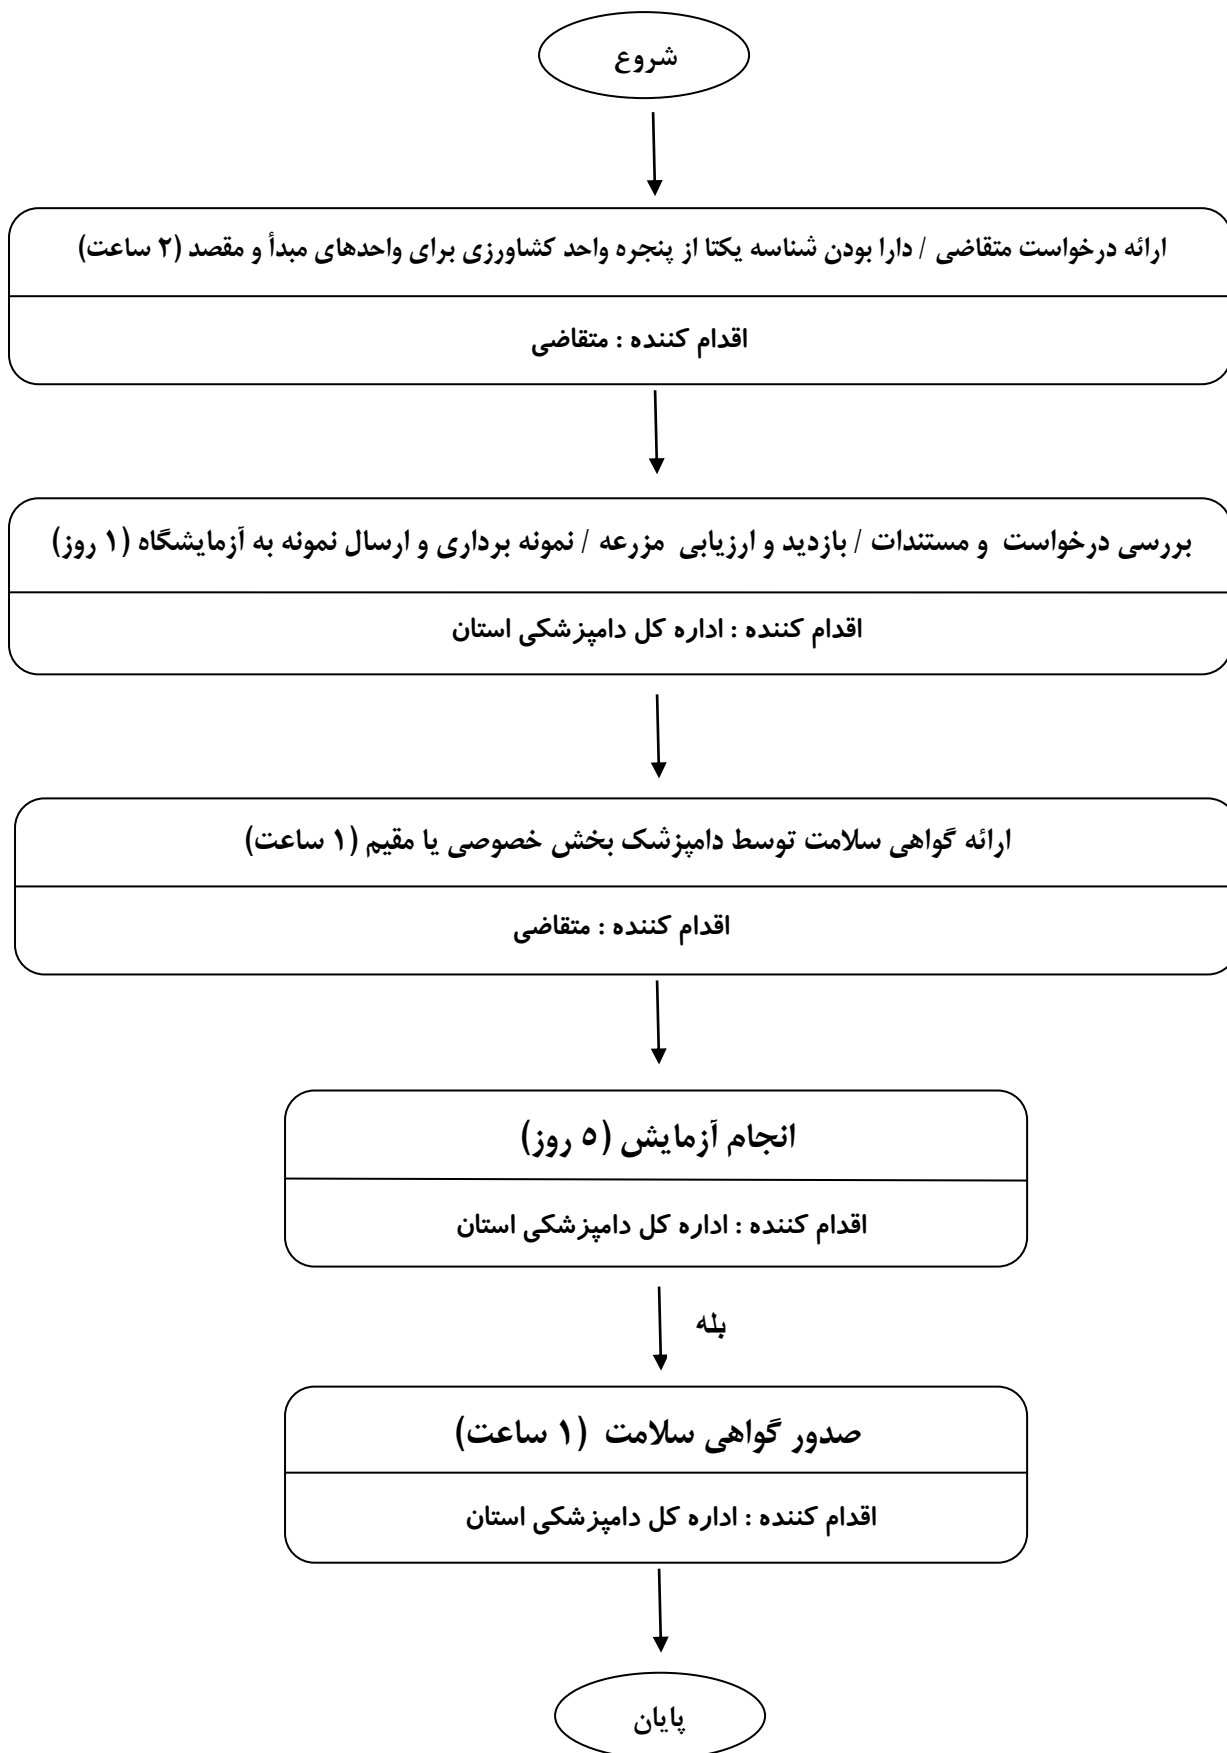 شروع
ارائه درخواست متقاضی / دارا بودن شناسه یکتا از پنجره واحد کشاورزی برای واحدهای مبدأ و مقصد (۲ ساعت)
اقدام کننده : متقاضی
بررسی درخواست و مستندات / بازدید و ارزیابی مزرعه / نمونه برداری و ارسال نمونه به آزمایشگاه (۱ روز)
اقدام کننده : اداره کل دامپزشکی استان
ارائه گواهی سلامت توسط دامپزشک بخش خصوصی یا مقیم (۱ ساعت)
اقدام کننده : متقاضی
انجام آزمایش (۵ روز)
اقدام کننده : اداره کل دامپزشکی استان
بله
صدور گواهی سلامت (۱ ساعت)
اقدام کننده : اداره کل دامپزشکی استان
پایان